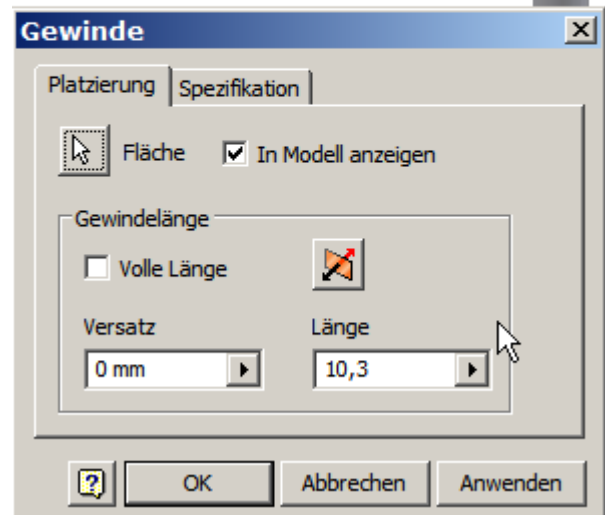 Gewinde
Platzierung Spezifikation
Fläche In Modell anzeigen
Gewindelänge
Volle Länge
Versatz Länge
0 mm 10,3
OK Abbrechen Anwenden